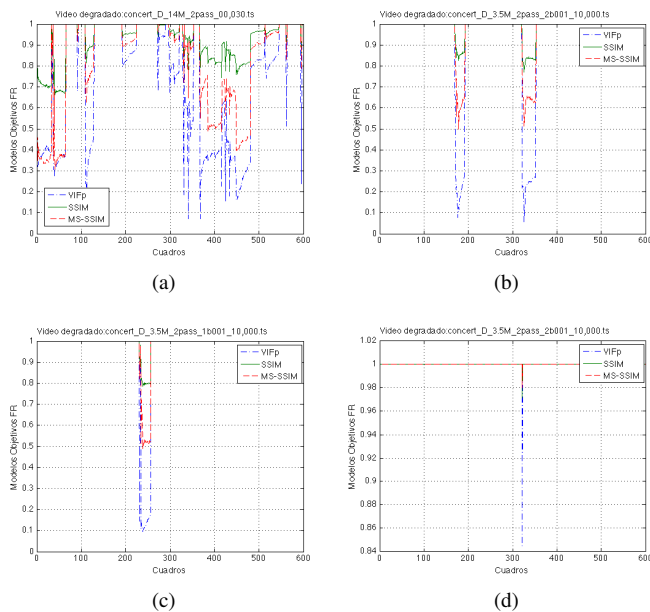 Video degradado:concert_D_14M_2pass_00,030.ts
Modelos Objetivos FR
1
0.9
0.8
0.7
0.6
0.5
0.4
0.3
0.2
0.1
0
VIFp
SSIM
MS-SSIM
0 100 200 300 400 500 600
Cuadros
(a)
Video degradado:concert_D_3.5M_2pass_2b001_10,000.ts
Modelos Objetivos FR
1
0.9
0.8
0.7
0.6
0.5
0.4
0.3
0.2
0.1
0
VIFp
SSIM
MS-SSIM
0 100 200 300 400 500 600
Cuadros
(b)
Video degradado:concert_D_3.5M_2pass_1b001_10,000.ts
Modelos Objetivos FR
1
0.9
0.8
0.7
0.6
0.5
0.4
0.3
0.2
0.1
0
VIFp
SSIM
MS-SSIM
0 100 200 300 400 500 600
Cuadros
(c)
Video degradado:concert_D_3.5M_2pass_2b001_10,000.ts
Modelos Objetivos FR
1.02
1
0.98
0.96
0.94
0.92
0.9
0.88
0.86
0.84
VIFp
SSIM
MS-SSIM
0 100 200 300 400 500 600
Cuadros
(d)